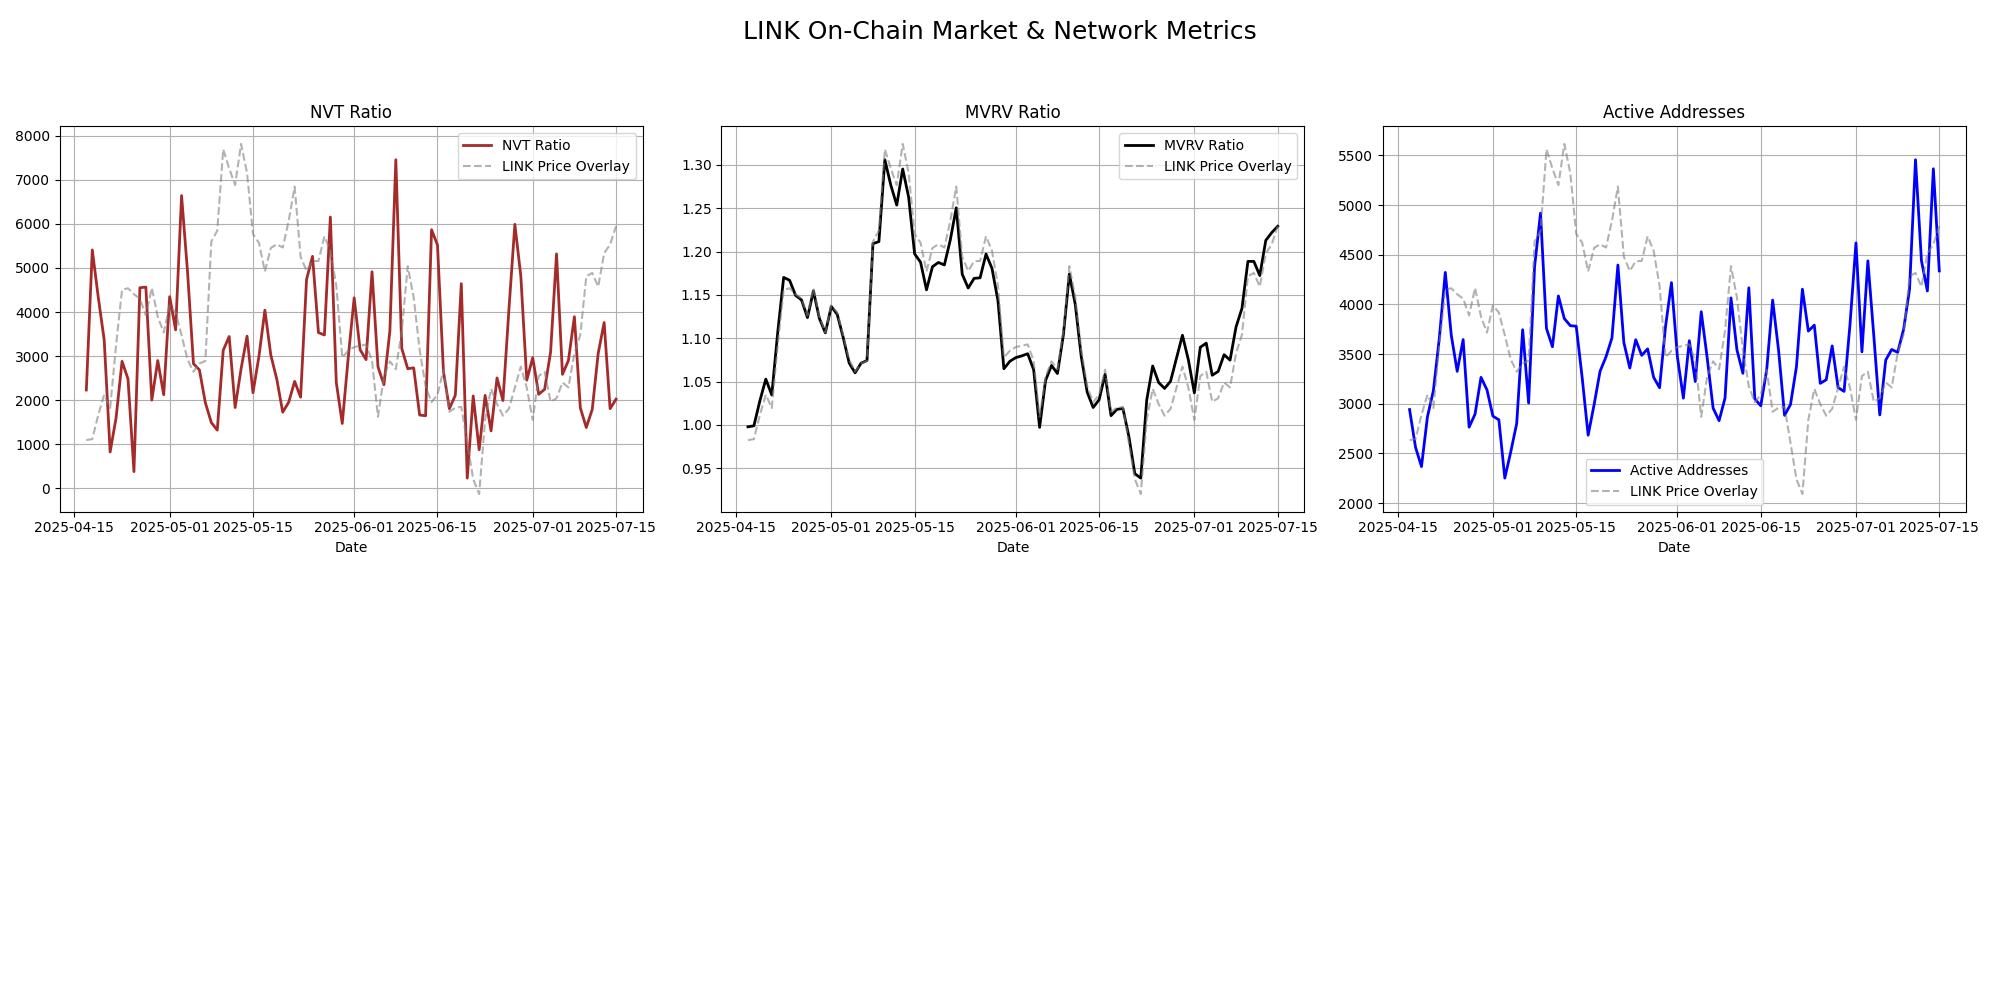 LINK On-Chain Market & Network Metrics
NVT Ratio
8000
7000
6000
5000
4000
3000
2000
1000
0
NVT Ratio
LINK Price Overlay
2025-04-15 2025-05-01 2025-05-15 2025-06-01 2025-06-15 2025-07-01 2025-07-15
Date
MVRV Ratio
1.30
1.25
1.20
1.15
1.10
1.05
1.00
0.95
MVRV Ratio
LINK Price Overlay
2025-04-15 2025-05-01 2025-05-15 2025-06-01 2025-06-15 2025-07-01 2025-07-15
Date
Active Addresses
5500
5000
4500
4000
3500
3000
2500
2000
Active Addresses
LINK Price Overlay
2025-04-15 2025-05-01 2025-05-15 2025-06-01 2025-06-15 2025-07-01 2025-07-15
Date